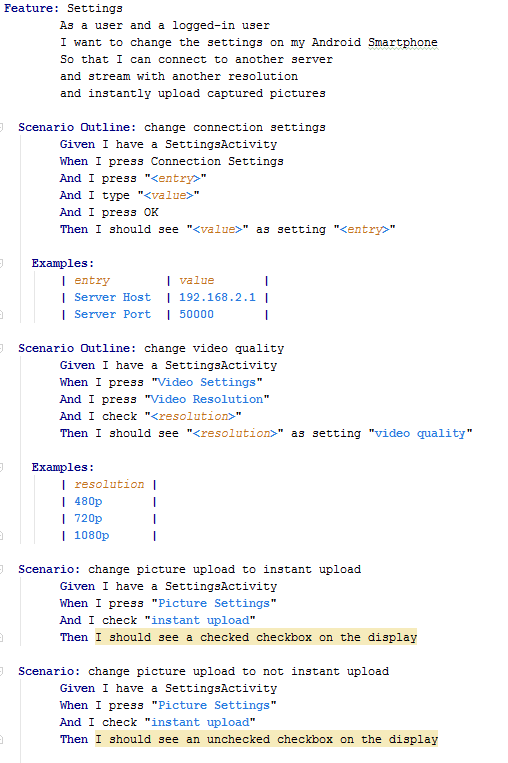 Feature: Settings
As a user and a logged-in user
I want to change the settings on my Android Smartphone
So that I can connect to another server
and stream with another resolution
and instantly upload captured pictures
Scenario Outline: change connection settings
Given I have a SettingsActivity
When I press Connection Settings
And I press "<entry>"
And I type "<value>"
And I press OK
Then I should see "<value>" as setting "<entry>"
Examples:
| entry | value |
| Server Host | 192.168.2.1 |
| Server Port | 50000 |
Scenario Outline: change video quality
Given I have a SettingsActivity
When I press "Video Settings"
And I press "Video Resolution"
And I check "<resolution>"
Then I should see "<resolution>" as setting "video quality"
Examples:
| resolution |
| 480p |
| 720p |
| 1080p |
Scenario: change picture upload to instant upload
Given I have a SettingsActivity
When I press "Picture Settings"
And I check "instant upload"
Then I should see a checked checkbox on the display
Scenario: change picture upload to not instant upload
Given I have a SettingsActivity
When I press "Picture Settings"
And I check "instant upload"
Then I should see an unchecked checkbox on the display